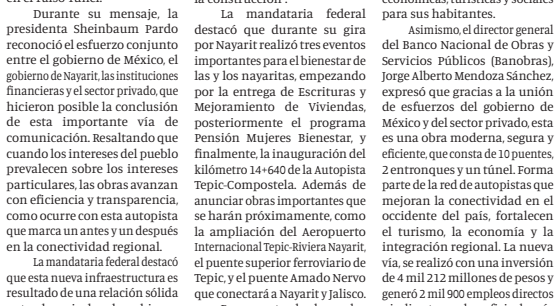 Durante su mensaje, la
presidenta Sheinbaum Pardo
reconoció el esfuerzo conjunto
entre el gobierno de México, el
gobierno de Nayarit, las instituciones
financieras y el sector privado, que
hicieron posible la conclusión
de esta importante vía de
comunicación. Resaltando que
cuando los intereses del pueblo
prevalecen sobre los intereses
particulares, las obras avanzan
con eficiencia y transparencia,
como ocurre con esta autopista
que marca un antes y un después
en la conectividad regional.
La mandataria federal destacó
que esta nueva infraestructura es
resultado de una relación sólida
La mandataria federal
destacó que durante su gira
por Nayarit realizó tres eventos
importantes para el bienestar de
las y los nayaritas, empezando
por la entrega de Escrituras y
Mejoramiento de Viviendas,
posteriormente el programa
Pensión Mujeres Bienestar, y
finalmente, la inauguración del
kilómetro 14+640 de la Autopista
Tepic-Compostela. Además de
anunciar obras importantes que
se harán próximamente, como
la ampliación del Aeropuerto
Internacional Tepic-Riviera Nayarit,
el puente superior ferroviario de
Tepic, y el puente Amado Nervo
que conectará a Nayarit y Jalisco.
económicas, turísticas y sociales
para sus habitantes.
Asimismo, el director general
del Banco Nacional de Obras y
Servicios Públicos (Banobras),
Jorge Alberto Mendoza Sánchez,
expresó que gracias a la unión
de esfuerzos del gobierno de
México y del sector privado, esta
es una obra moderna, segura y
eficiente, que consta de 10 puentes,
2 entronques y un túnel. Forma
parte de la red de autopistas que
mejoran la conectividad en el
occidente del país, fortalecen
el turismo, la economía y la
integración regional. La nueva
vía, se realizó con una inversión
de 4 mil 212 millones de pesos y
generó 2 mil 900 empleos directos